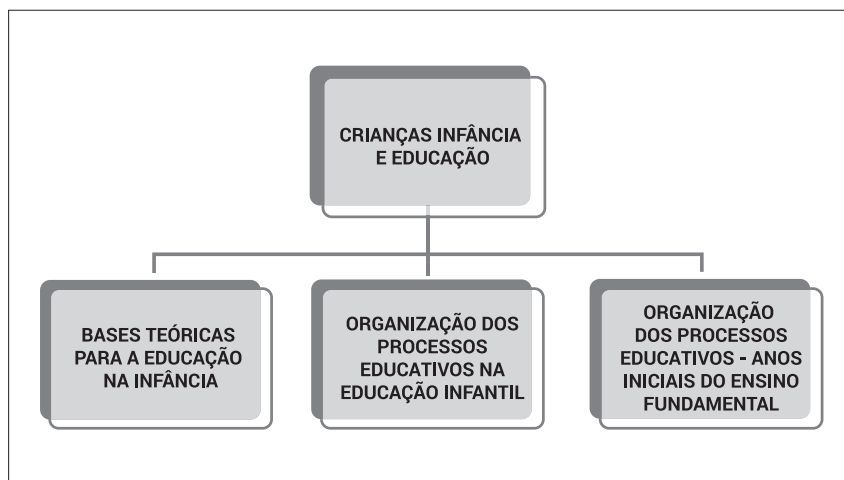 CRIANÇAS INFÂNCIA
E EDUCAÇÃO
BASES TEÓRICAS
PARA A EDUCAÇÃO
NA INFÂNCIA
ORGANIZAÇÃO DOS
PROCESSOS
EDUCATIVOS NA
EDUCAÇÃO INFANTIL
ORGANIZAÇÃO
DOS PROCESSOS
EDUCATIVOS - ANOS
INICIAIS DO ENSINO
FUNDAMENTAL